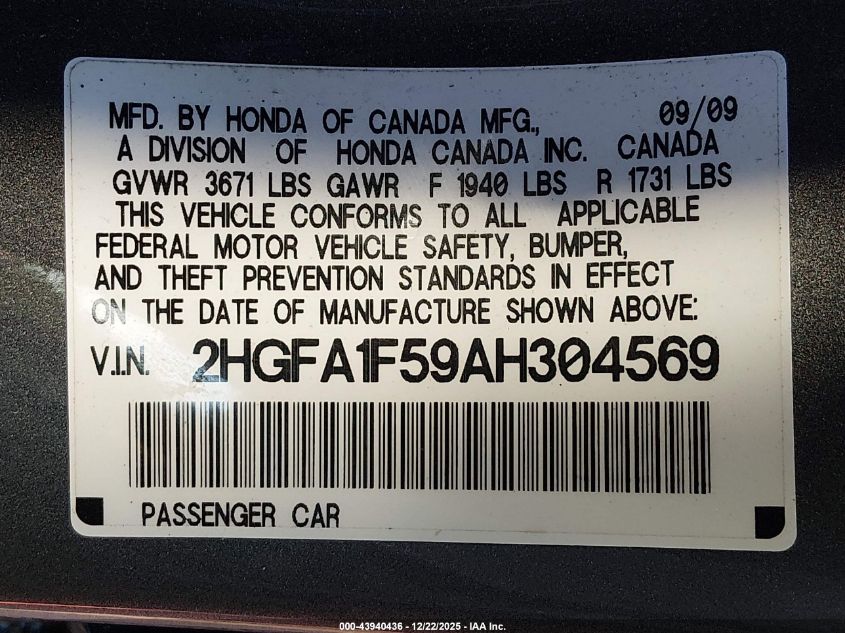 MFD. BY HONDA OF CANADA MFG., 09/09
A DIVISION OF HONDA CANADA INC. CANADA
GVWR 3671 LBS GAWR F 1940 LBS R 1731 LBS
THIS VEHICLE CONFORMS TO ALL APPLICABLE
FEDERAL MOTOR VEHICLE SAFETY, BUMPER,
AND THEFT PREVENTION STANDARDS IN EFFECT
ON THE DATE OF MANUFACTURE SHOWN ABOVE:
V.I.N. 2HGFA1F59AH304569
PASSENGER CAR
000-43940436 - 12/22/2025 - IAA Inc.